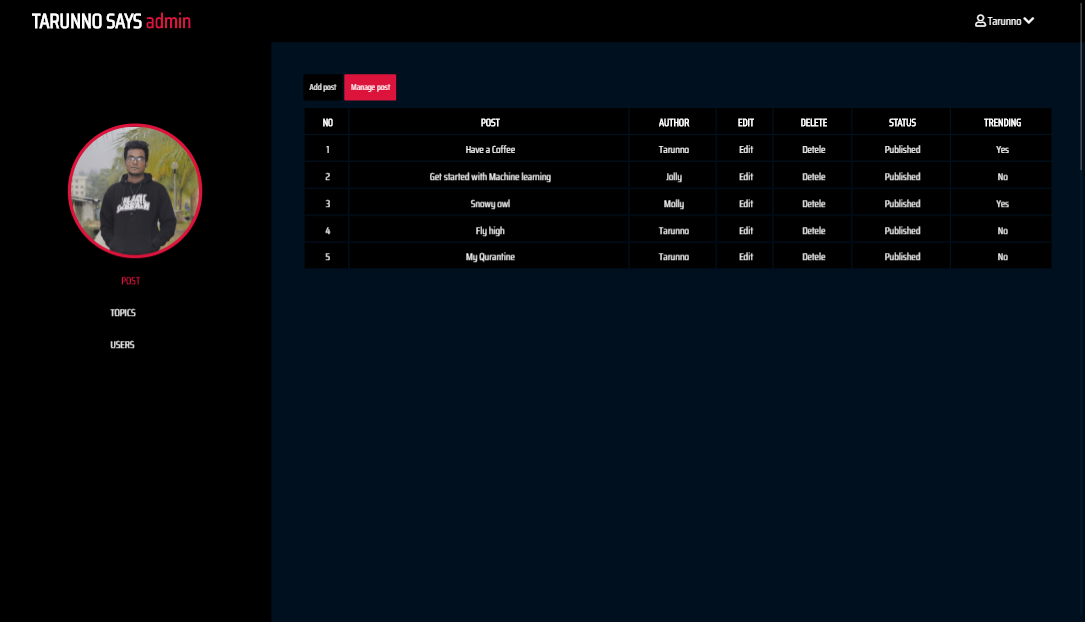 TARUNNO SAYS admin
Tarunno
Add post Manage post
NO POST AUTHOR EDIT DELETE STATUS TRENDING
1 Have a Coffee Tarunno Edit Detele Published Yes
2 Get started with Machine learning Jolly Edit Detele Published No
3 Snowy owl Molly Edit Detele Published Yes
4 Fly high Tarunno Edit Detele Published No
5 My Qurantine Tarunno Edit Detele Published No
POST
TOPICS
USERS